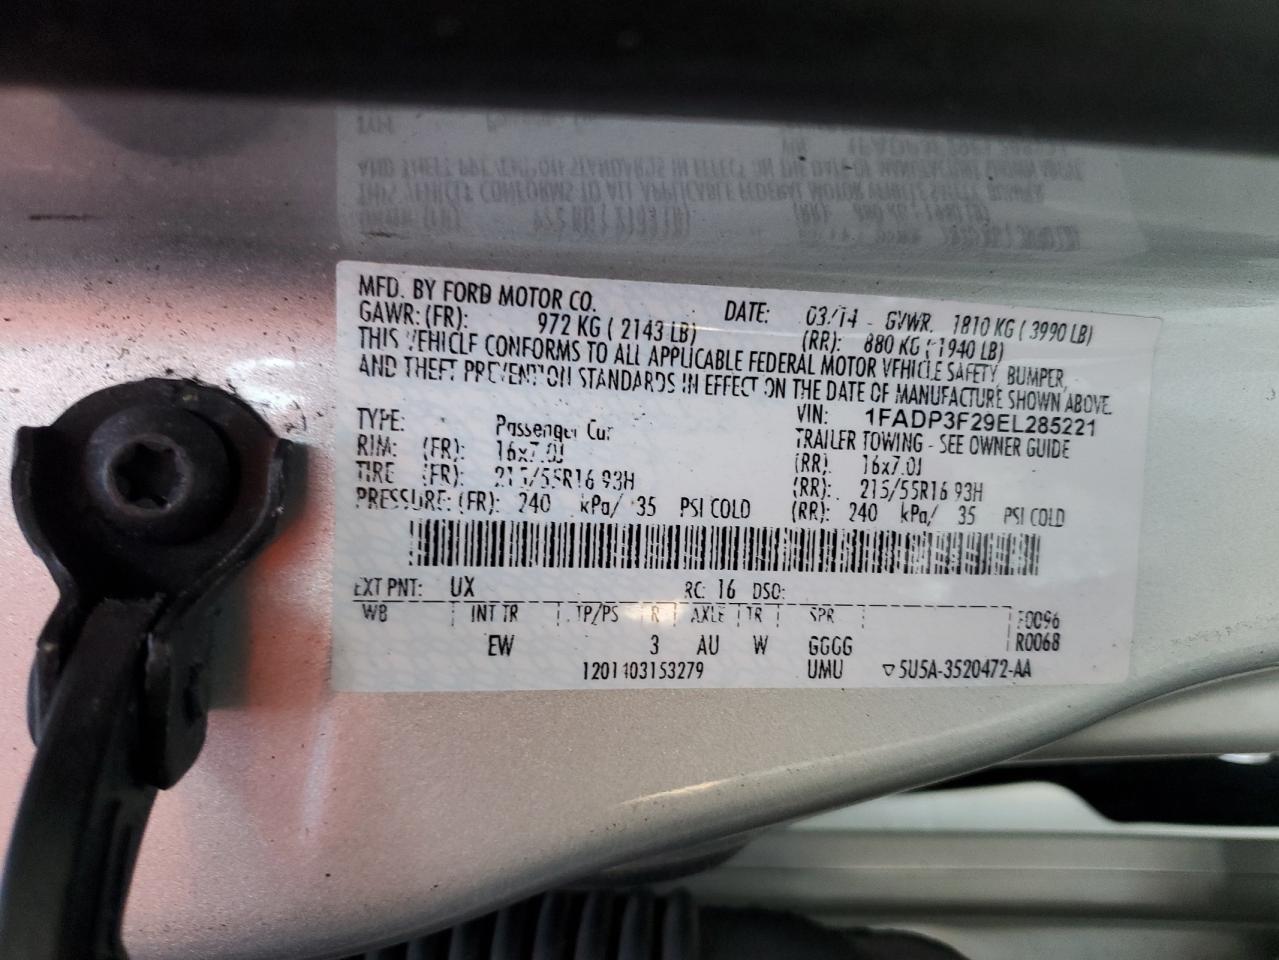 MFD. BY FORD MOTOR CO. DATE: 03/14 GVWR. 1810 KG ( 3990 LB)
GAWR: (FR): 972 KG ( 2143 LB) (RR): 880 KG ( 1940 LB)
THIS VEHICLE CONFORMS TO ALL APPLICABLE FEDERAL MOTOR VEHICLE SAFETY, BUMPER,
AND THEFT PREVENTION STANDARDS IN EFFECT ON THE DATE OF MANUFACTURE SHOWN ABOVE.
VIN: 1FADP3F29EL285221
TYPE: Passenger Car TRAILER TOWING - SEE OWNER GUIDE
RIM: (FR): 16x7.0J (RR): 16x7.0J
TIRE (FR): 215/55R16 93H (RR): 215/55R16 93H
PRESSURE: (FR): 240 kPa/ 35 PSI COLD (RR): 240 kPa/ 35 PSI COLD
EXT PNT: UX RC: 16 DSO:
WB INT TR TP/PS R AXLE TR SPR F0096
EW 3 AU W GGGG R0068
1201403153279 UMU ▽5U5A-3520472-AA